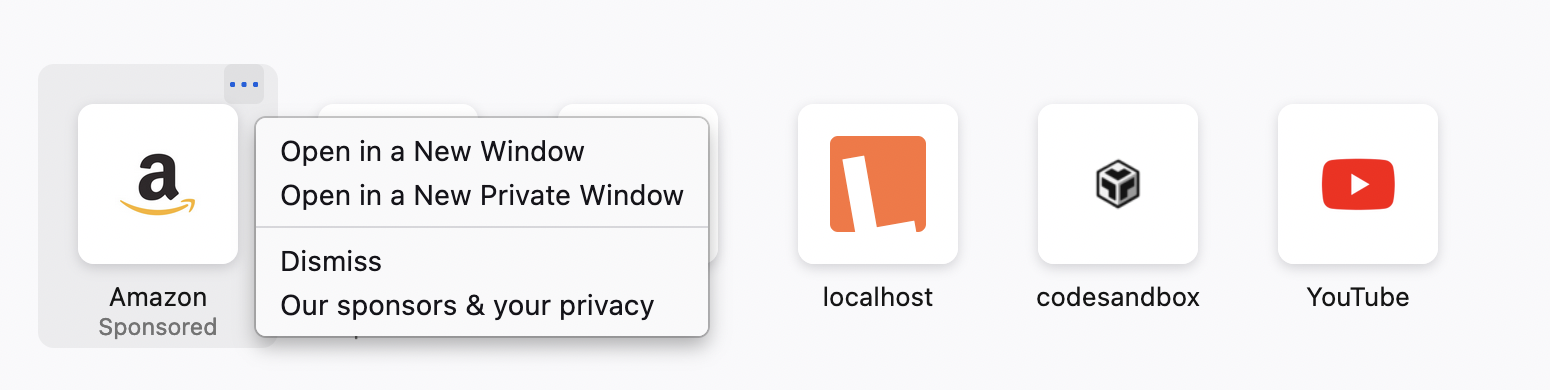 Open in a New Window
Open in a New Private Window
Dismiss
Our sponsors & your privacy
Amazon
Sponsored
localhost
codesandbox
YouTube